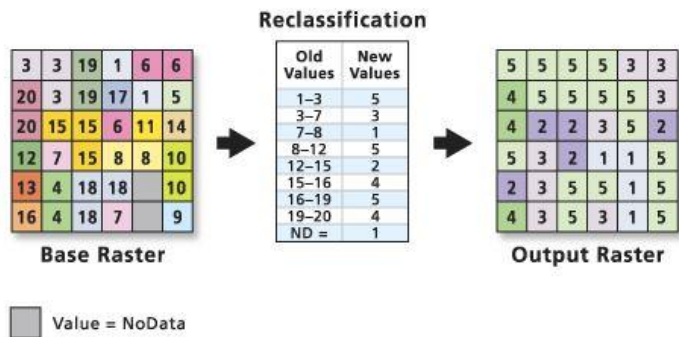 Reclassification
Old Values New Values
1–3 5
3–7 3
7–8 1
8–12 5
12–15 2
15–16 4
16–19 5
19–20 4
ND = 1
3 3 19 1 6 6
20 3 19 17 1 5
20 15 15 6 11 14
12 7 15 8 8 10
13 4 18 18 10
16 4 18 7 9
Base Raster
5 5 5 5 3 3
4 5 5 5 5 3
4 2 2 3 5 2
5 3 2 1 1 5
2 3 5 5 1 5
4 3 5 3 1 5
Output Raster
Value = NoData